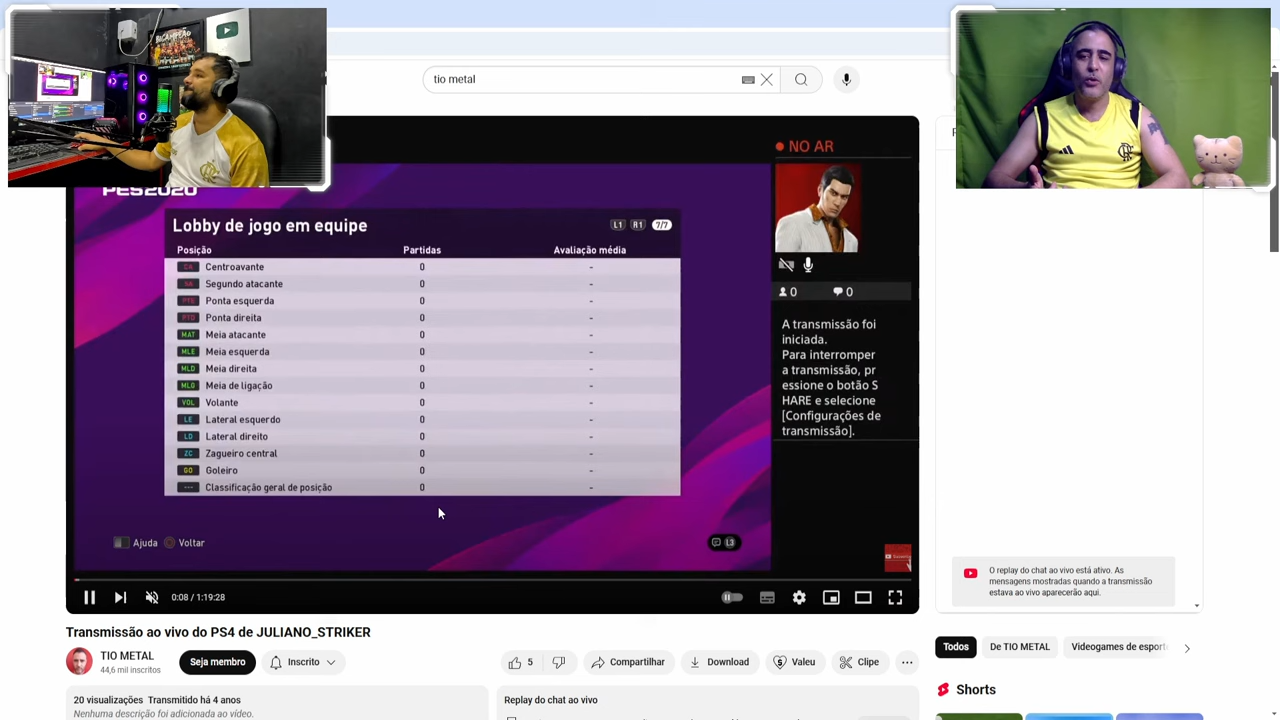 BICAMPEÃO
tio metal
NO AR
PES2020
Lobby de jogo em equipe
L1 R1 7/7
Posição Partidas Avaliação média
CA Centroavante 0 -
SA Segundo atacante 0 -
PTE Ponta esquerda 0 -
PTD Ponta direita 0 -
MAT Meia atacante 0 -
MLE Meia esquerda 0 -
MLD Meia direita 0 -
MLG Meia de ligação 0 -
VOL Volante 0 -
LE Lateral esquerdo 0 -
LD Lateral direito 0 -
ZC Zagueiro central 0 -
GO Goleiro 0 -
--- Classificação geral de posição 0 -
0 0
A transmissão foi
iniciada.
Para interromper
a transmissão, pr
essione o botão S
HARE e selecione
[Configurações de
transmissão].
Ajuda Voltar
L3
0:08 / 1:19:28
O replay do chat ao vivo está ativo. As
mensagens mostradas quando a transmissão
estava ao vivo aparecerão aqui.
Transmissão ao vivo do PS4 de JULIANO_STRIKER
TIO METAL
44,6 mil inscritos
Seja membro
Inscrito
5
Compartilhar
Download
Valeu
Clipe
Todos
De TIO METAL
Videogames de esport
Shorts
20 visualizações Transmitido há 4 anos
Nenhuma descrição foi adicionada ao vídeo.
Replay do chat ao vivo